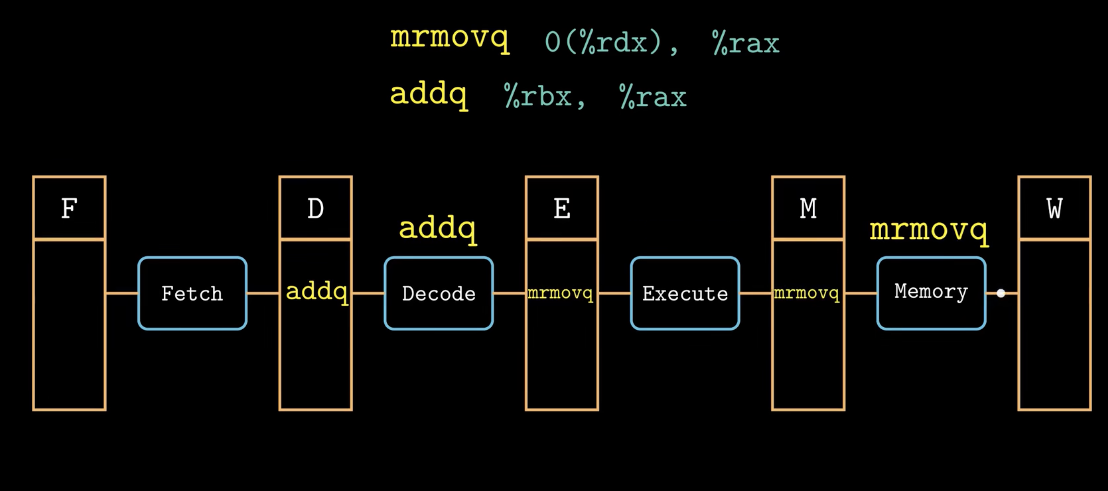 mrmovq 0(%rdx), %rax
addq %rbx, %rax
F D E M W
addq mrmovq
Fetch addq Decode mrmovq Execute mrmovq Memory